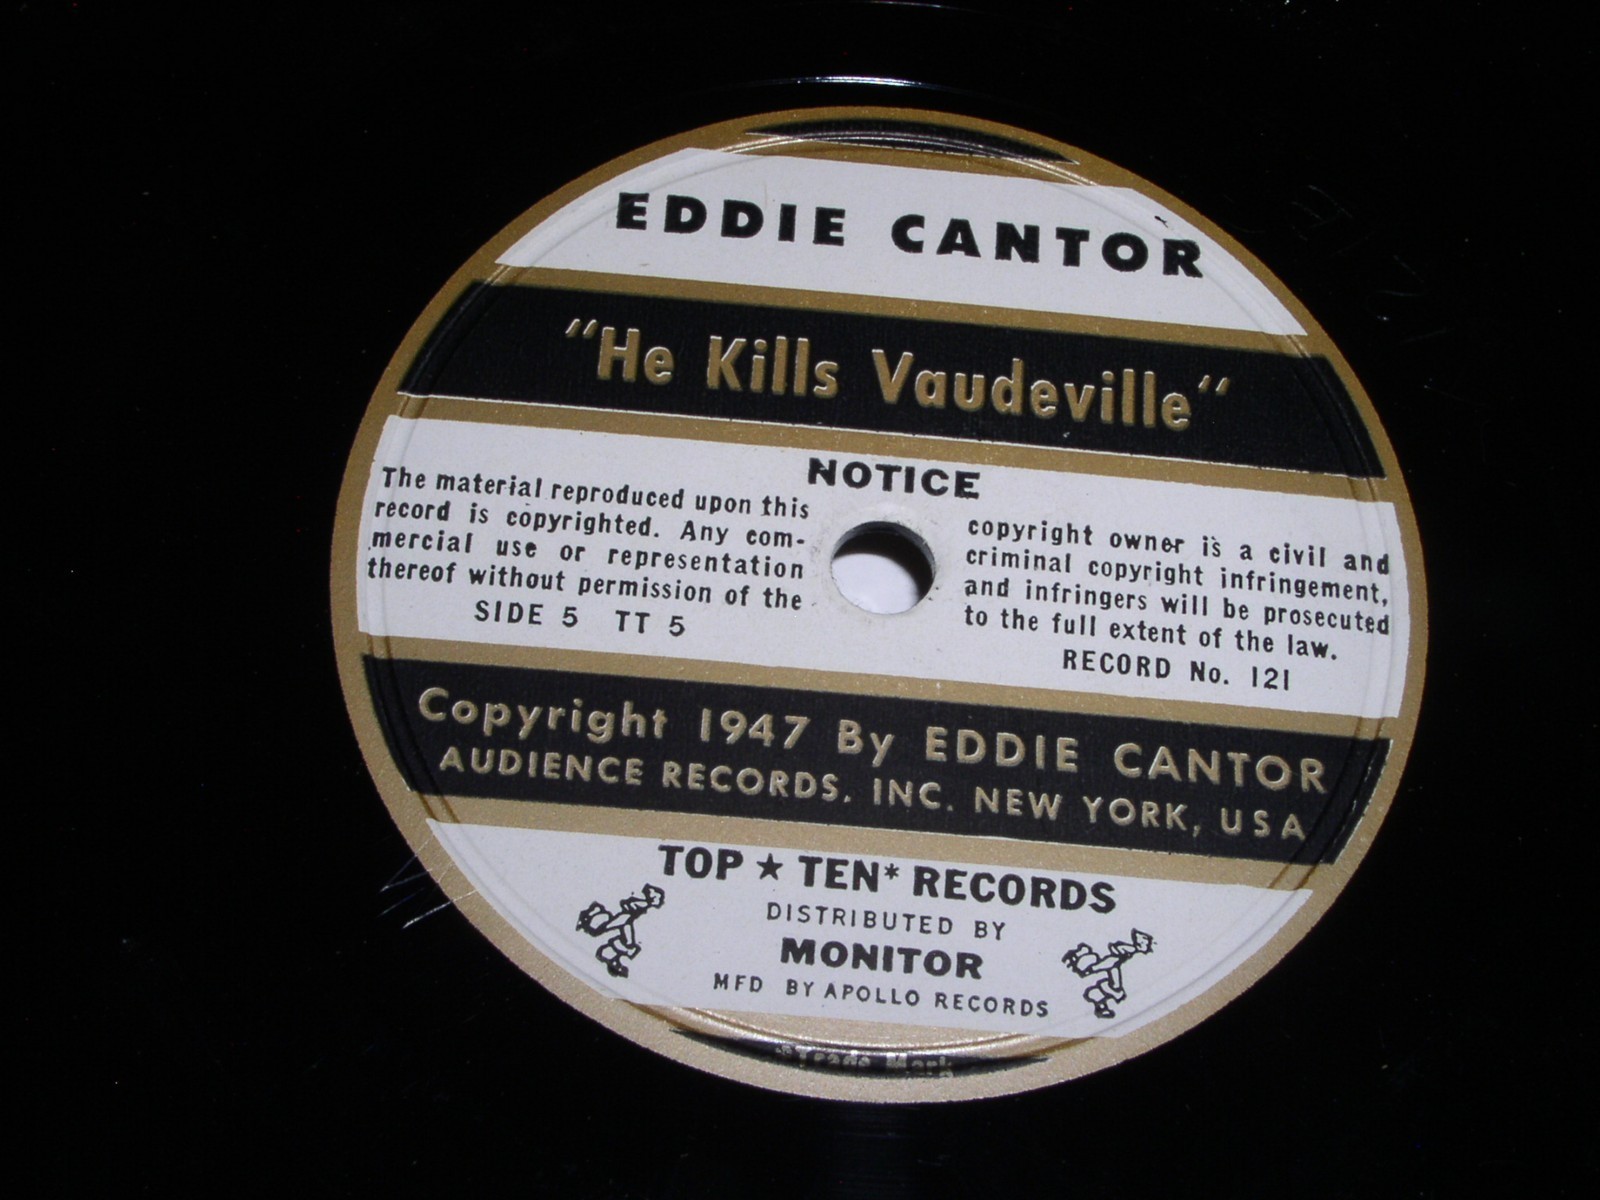 EDDIE CANTOR
"He Kills Vaudeville"
NOTICE
The material reproduced upon this
record is copyrighted. Any com-
mercial use or representation
thereof without permission of the
SIDE 5 TT 5
copyright owner is a civil and
criminal copyright infringement,
and infringers will be prosecuted
to the full extent of the law.
RECORD No. 121
Copyright 1947 By EDDIE CANTOR
AUDIENCE RECORDS, INC. NEW YORK, USA
TOP ★ TEN* RECORDS
DISTRIBUTED BY
MONITOR
MFD BY APOLLO RECORDS
*Trade Mark